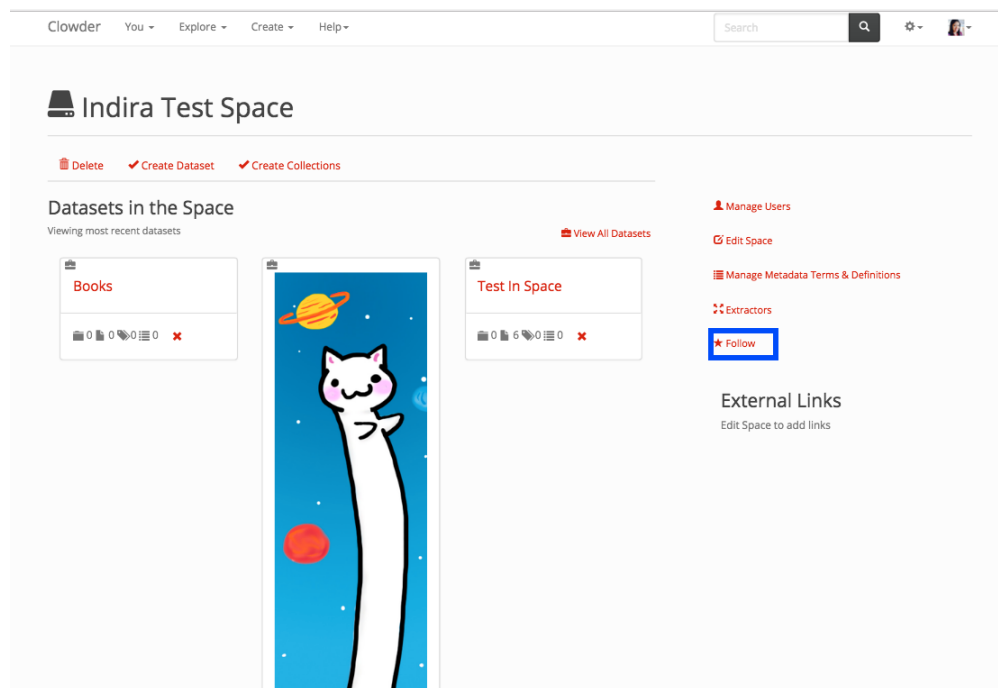 Clowder You Explore Create Help Search
Indira Test Space
Delete Create Dataset Create Collections
Datasets in the Space
Viewing most recent datasets
View All Datasets
Books
0 0 0 0
Test In Space
0 6 0 0
Manage Users
Edit Space
Manage Metadata Terms & Definitions
Extractors
Follow
External Links
Edit Space to add links